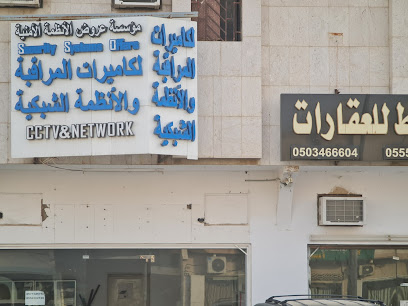 مؤسسة عروض الأنظمة الأمنية
Security Systems Offers
لكاميرات المراقبة
والأنظمة الشبكية
CCTV&NETWORK
لكاميرات
المراقبة
والأنظمة
الشبكية
ط للعقارات
0503466604
0555